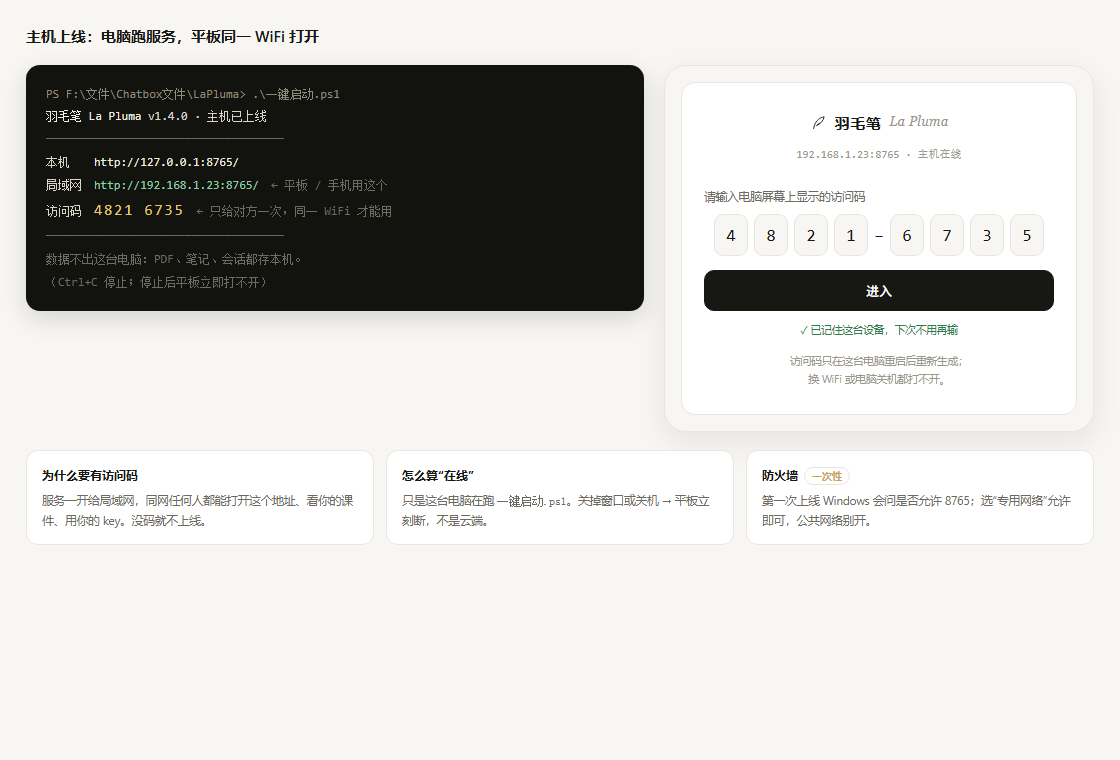 主机上线：电脑跑服务，平板同一 WiFi 打开
PS F:\文件\Chatbox文件\LaPluma> .\一键启动.ps1
羽毛笔 La Pluma v1.4.0 · 主机已上线
本机 http://127.0.0.1:8765/
局域网 http://192.168.1.23:8765/ ← 平板 / 手机用这个
访问码 4821 6735 ← 只给对方一次，同一 WiFi 才能用
数据不出这台电脑：PDF、笔记、会话都存本机。
（Ctrl+C 停止；停止后平板立即打不开）
羽毛笔 La Pluma
192.168.1.23:8765 · 主机在线
请输入电脑屏幕上显示的访问码
4 8 2 1 – 6 7 3 5
进入
✓ 已记住这台设备，下次不用再输
访问码只在这台电脑重启后重新生成；
换 WiFi 或电脑关机都打不开。
为什么要有访问码
服务一开给局域网，同网任何人都能打开这个地址、看你的课
件、用你的 key。没码就不上线。
怎么算“在线”
只是这台电脑在跑 一键启动.ps1。关掉窗口或关机 → 平板立
刻断，不是云端。
防火墙 一次性
第一次上线 Windows 会问是否允许 8765；选“专用网络”允许
即可，公共网络别开。